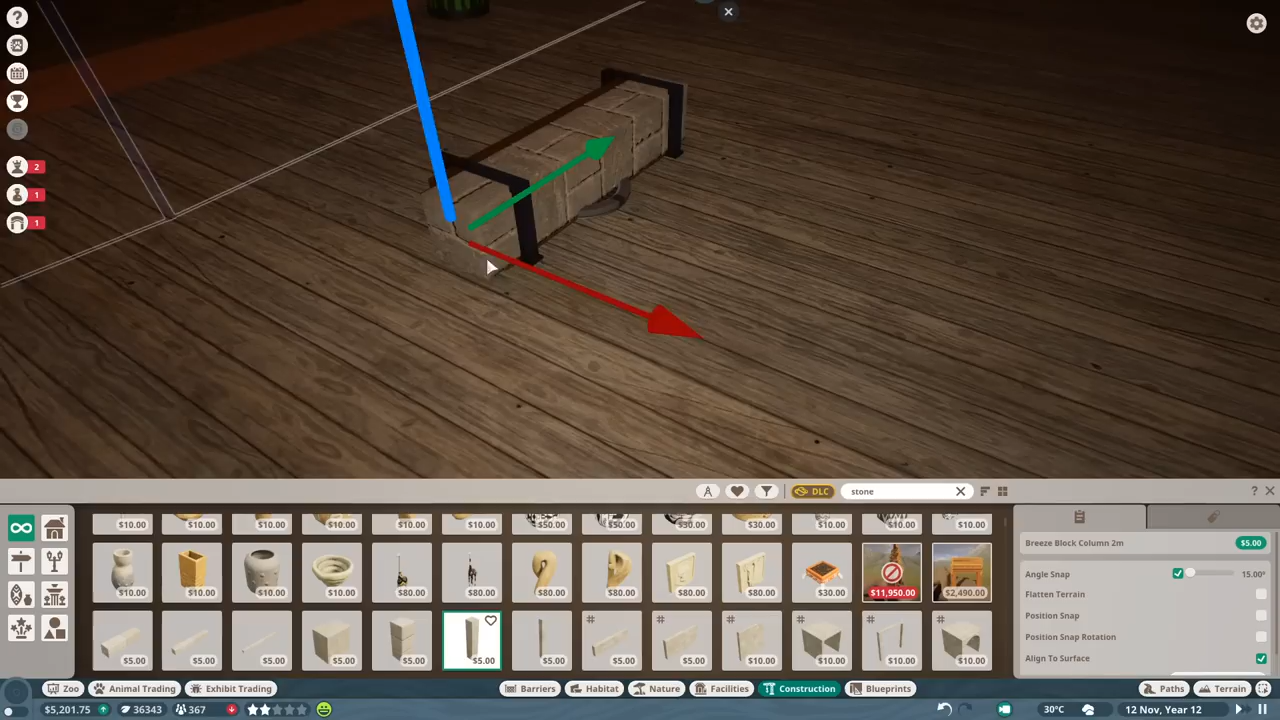 ?
2
1
1
DLC
stone
?
$10.00 $10.00 $10.00 $10.00 $10.00 $10.00 $10.00 $50.00 $50.00 $30.00 $10.00 $10.00 $10.00
$10.00 $10.00 $10.00 $10.00 $80.00 $80.00 $80.00 $80.00 $80.00 $80.00 $30.00 $11,950.00 $2,490.00
$5.00 $5.00 $5.00 $5.00 $5.00 $5.00 $5.00 $5.00 $5.00 $10.00 $10.00 $10.00 $10.00
Breeze Block Column 2m $5.00
Angle Snap 15.00°
Flatten Terrain
Position Snap
Position Snap Rotation
Align To Surface
Zoo Animal Trading Exhibit Trading Barriers Habitat Nature Facilities Construction Blueprints Paths Terrain
$5,201.75 36343 367 30°C 12 Nov, Year 12